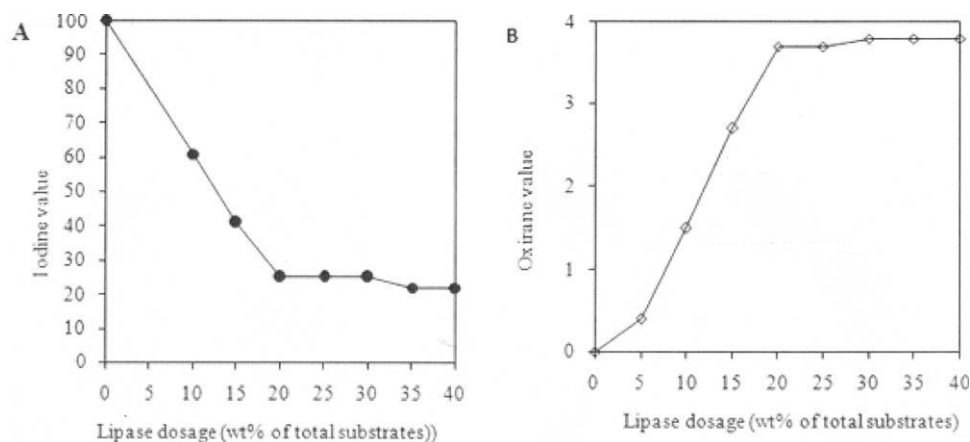 A
100
90
80
70
60
50
40
30
20
10
0
Iodine value
0 5 10 15 20 25 30 35 40
Lipase dosage (wt% of total substrates))
B
4
3
2
1
0
Oxirane value
0 5 10 15 20 25 30 35 40
Lipase dosage (wt% of total substrates)